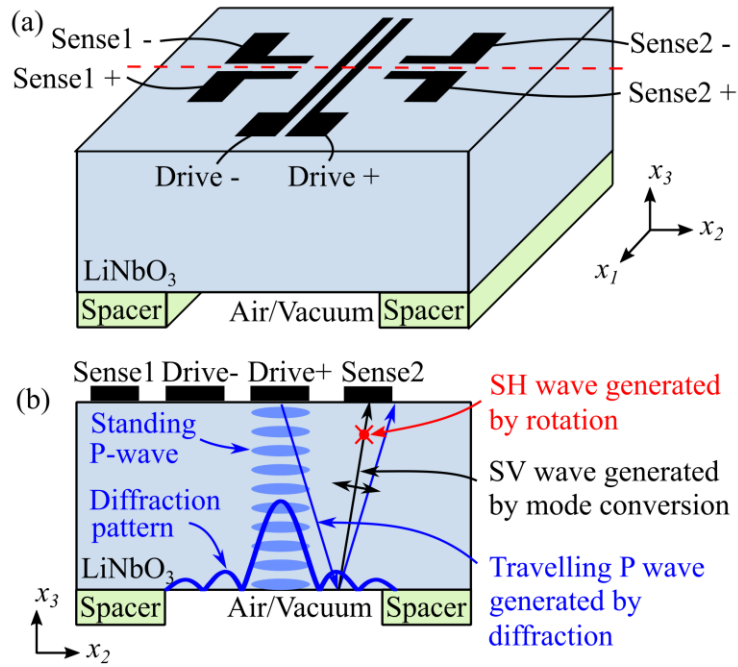 (a)
Sense1 -
Sense1 +
Sense2 -
Sense2 +
Drive -
Drive +
LiNbO3
Spacer
Air/Vacuum
Spacer
x3
x2
x1
(b)
Sense1
Drive-
Drive+
Sense2
Standing
P-wave
Diffraction
pattern
LiNbO3
Spacer
Air/Vacuum
Spacer
x3
x2
SH wave generated
by rotation
SV wave generated
by mode conversion
Travelling P wave
generated by
diffraction